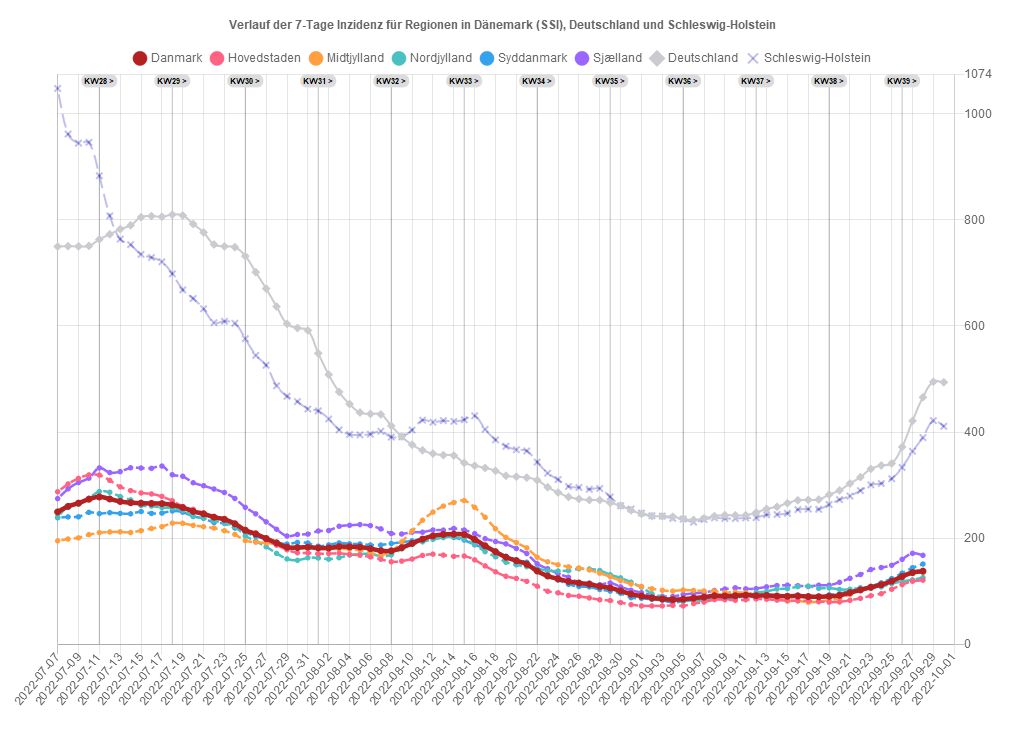 Verlauf der 7-Tage Inzidenz für Regionen in Dänemark (SSI), Deutschland und Schleswig-Holstein
Danmark Hovedstaden Midtjylland Nordjylland Syddanmark Sjælland Deutschland Schleswig-Holstein
KW28 > KW29 > KW30 > KW31 > KW32 > KW33 > KW34 > KW35 > KW36 > KW37 > KW38 > KW39 >
1074
1000
800
600
400
200
0
2022-07-07 2022-07-09 2022-07-11 2022-07-13 2022-07-15 2022-07-17 2022-07-19 2022-07-21 2022-07-23 2022-07-25 2022-07-27 2022-07-29 2022-07-31 2022-08-02 2022-08-04 2022-08-06 2022-08-08 2022-08-10 2022-08-12 2022-08-14 2022-08-16 2022-08-18 2022-08-20 2022-08-22 2022-08-24 2022-08-26 2022-08-28 2022-08-30 2022-09-01 2022-09-03 2022-09-05 2022-09-07 2022-09-09 2022-09-11 2022-09-13 2022-09-15 2022-09-17 2022-09-19 2022-09-21 2022-09-23 2022-09-25 2022-09-27 2022-09-29 2022-10-01